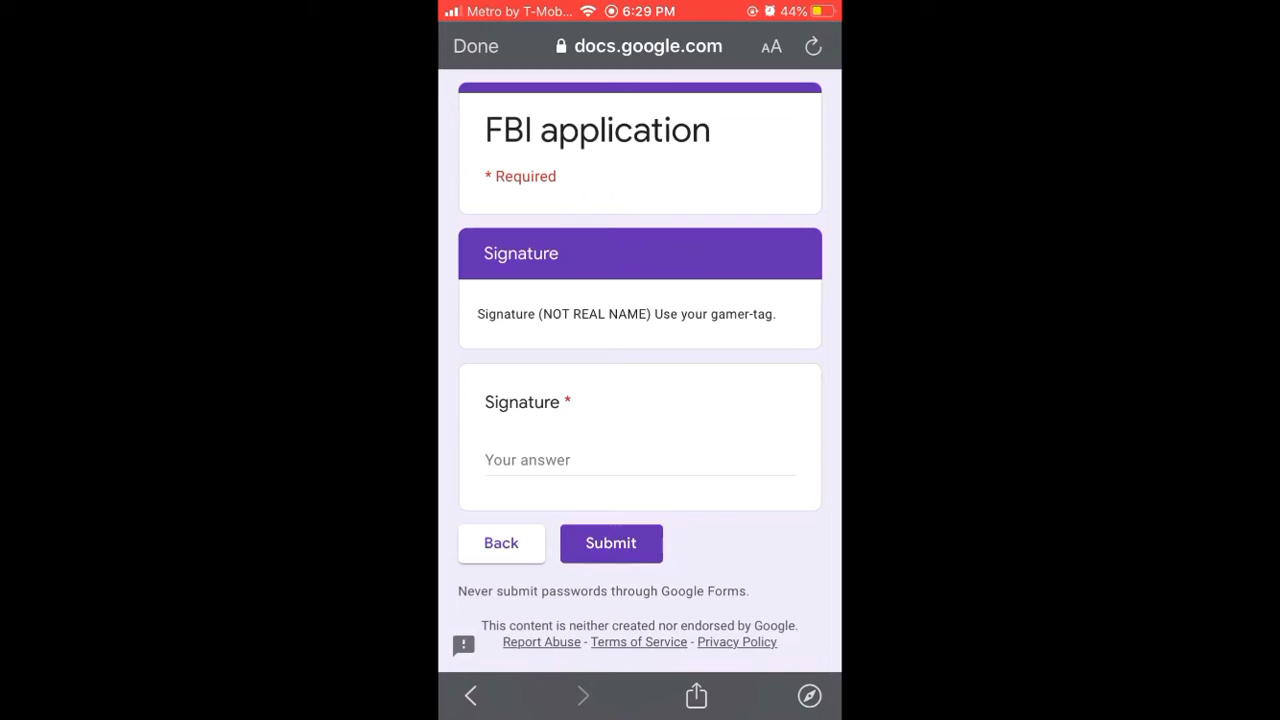 Metro by T-Mob... 6:29 PM 44%
Done docs.google.com AA
FBI application
* Required
Signature
Signature (NOT REAL NAME) Use your gamer-tag.
Signature *
Your answer
Back Submit
Never submit passwords through Google Forms.
This content is neither created nor endorsed by Google.
Report Abuse - Terms of Service - Privacy Policy